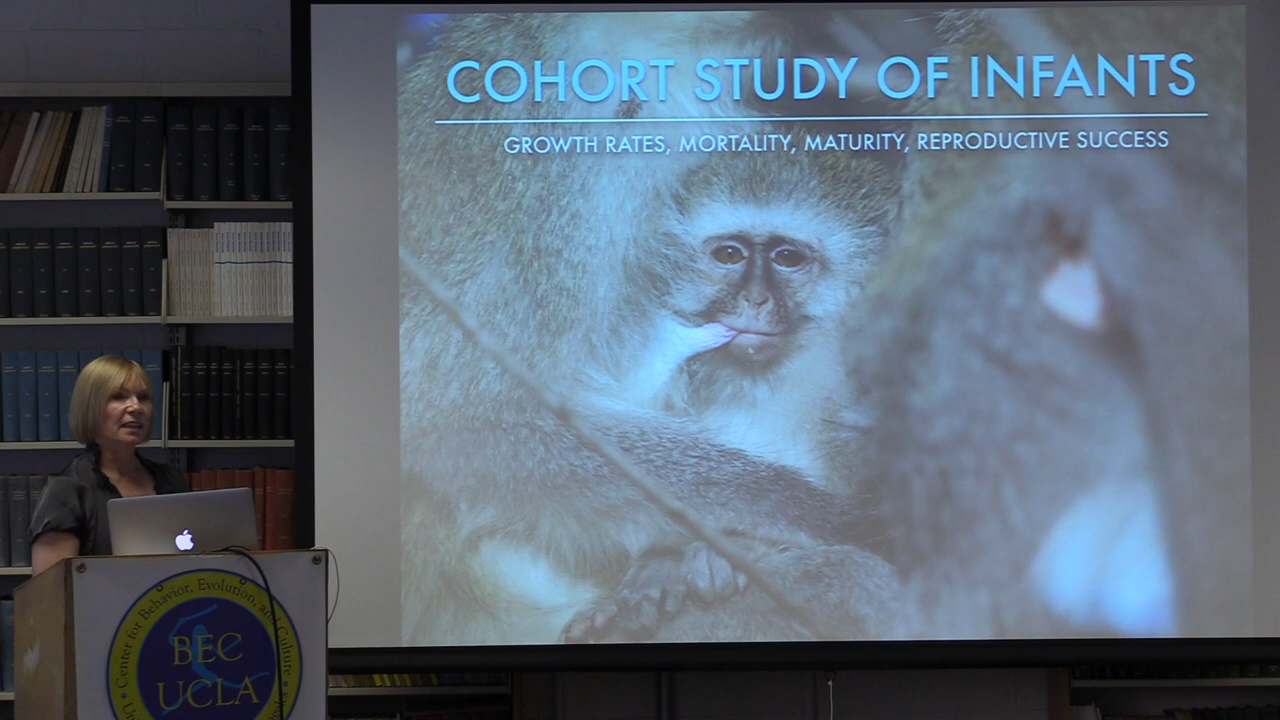 COHORT STUDY OF INFANTS
GROWTH RATES, MORTALITY, MATURITY, REPRODUCTIVE SUCCESS
Center for Behavior, Evolution, and Culture
BEC
UCLA